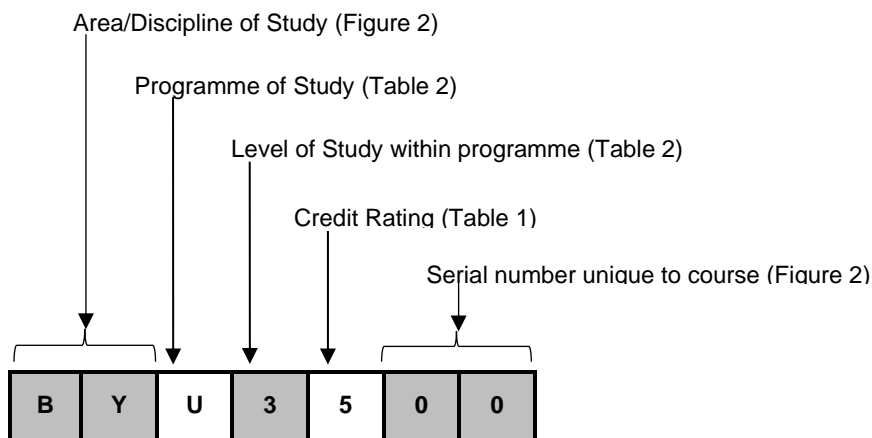 Area/Discipline of Study (Figure 2)
Programme of Study (Table 2)
Level of Study within programme (Table 2)
Credit Rating (Table 1)
Serial number unique to course (Figure 2)
B Y U 3 5 0 0